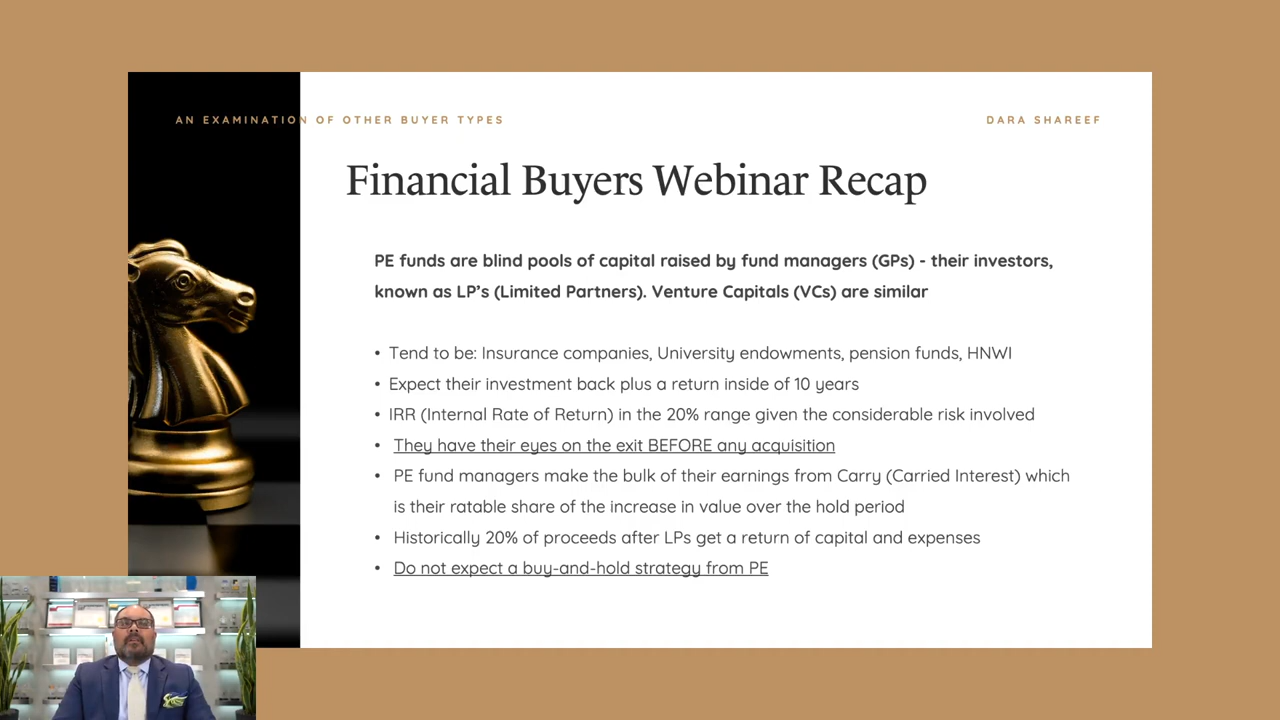 AN EXAMINATION OF OTHER BUYER TYPES
DARA SHAREEF
Financial Buyers Webinar Recap
PE funds are blind pools of capital raised by fund managers (GPs) - their investors,
known as LP's (Limited Partners). Venture Capitals (VCs) are similar
• Tend to be: Insurance companies, University endowments, pension funds, HNWI
• Expect their investment back plus a return inside of 10 years
• IRR (Internal Rate of Return) in the 20% range given the considerable risk involved
• They have their eyes on the exit BEFORE any acquisition
• PE fund managers make the bulk of their earnings from Carry (Carried Interest) which
is their ratable share of the increase in value over the hold period
• Historically 20% of proceeds after LPs get a return of capital and expenses
• Do not expect a buy-and-hold strategy from PE